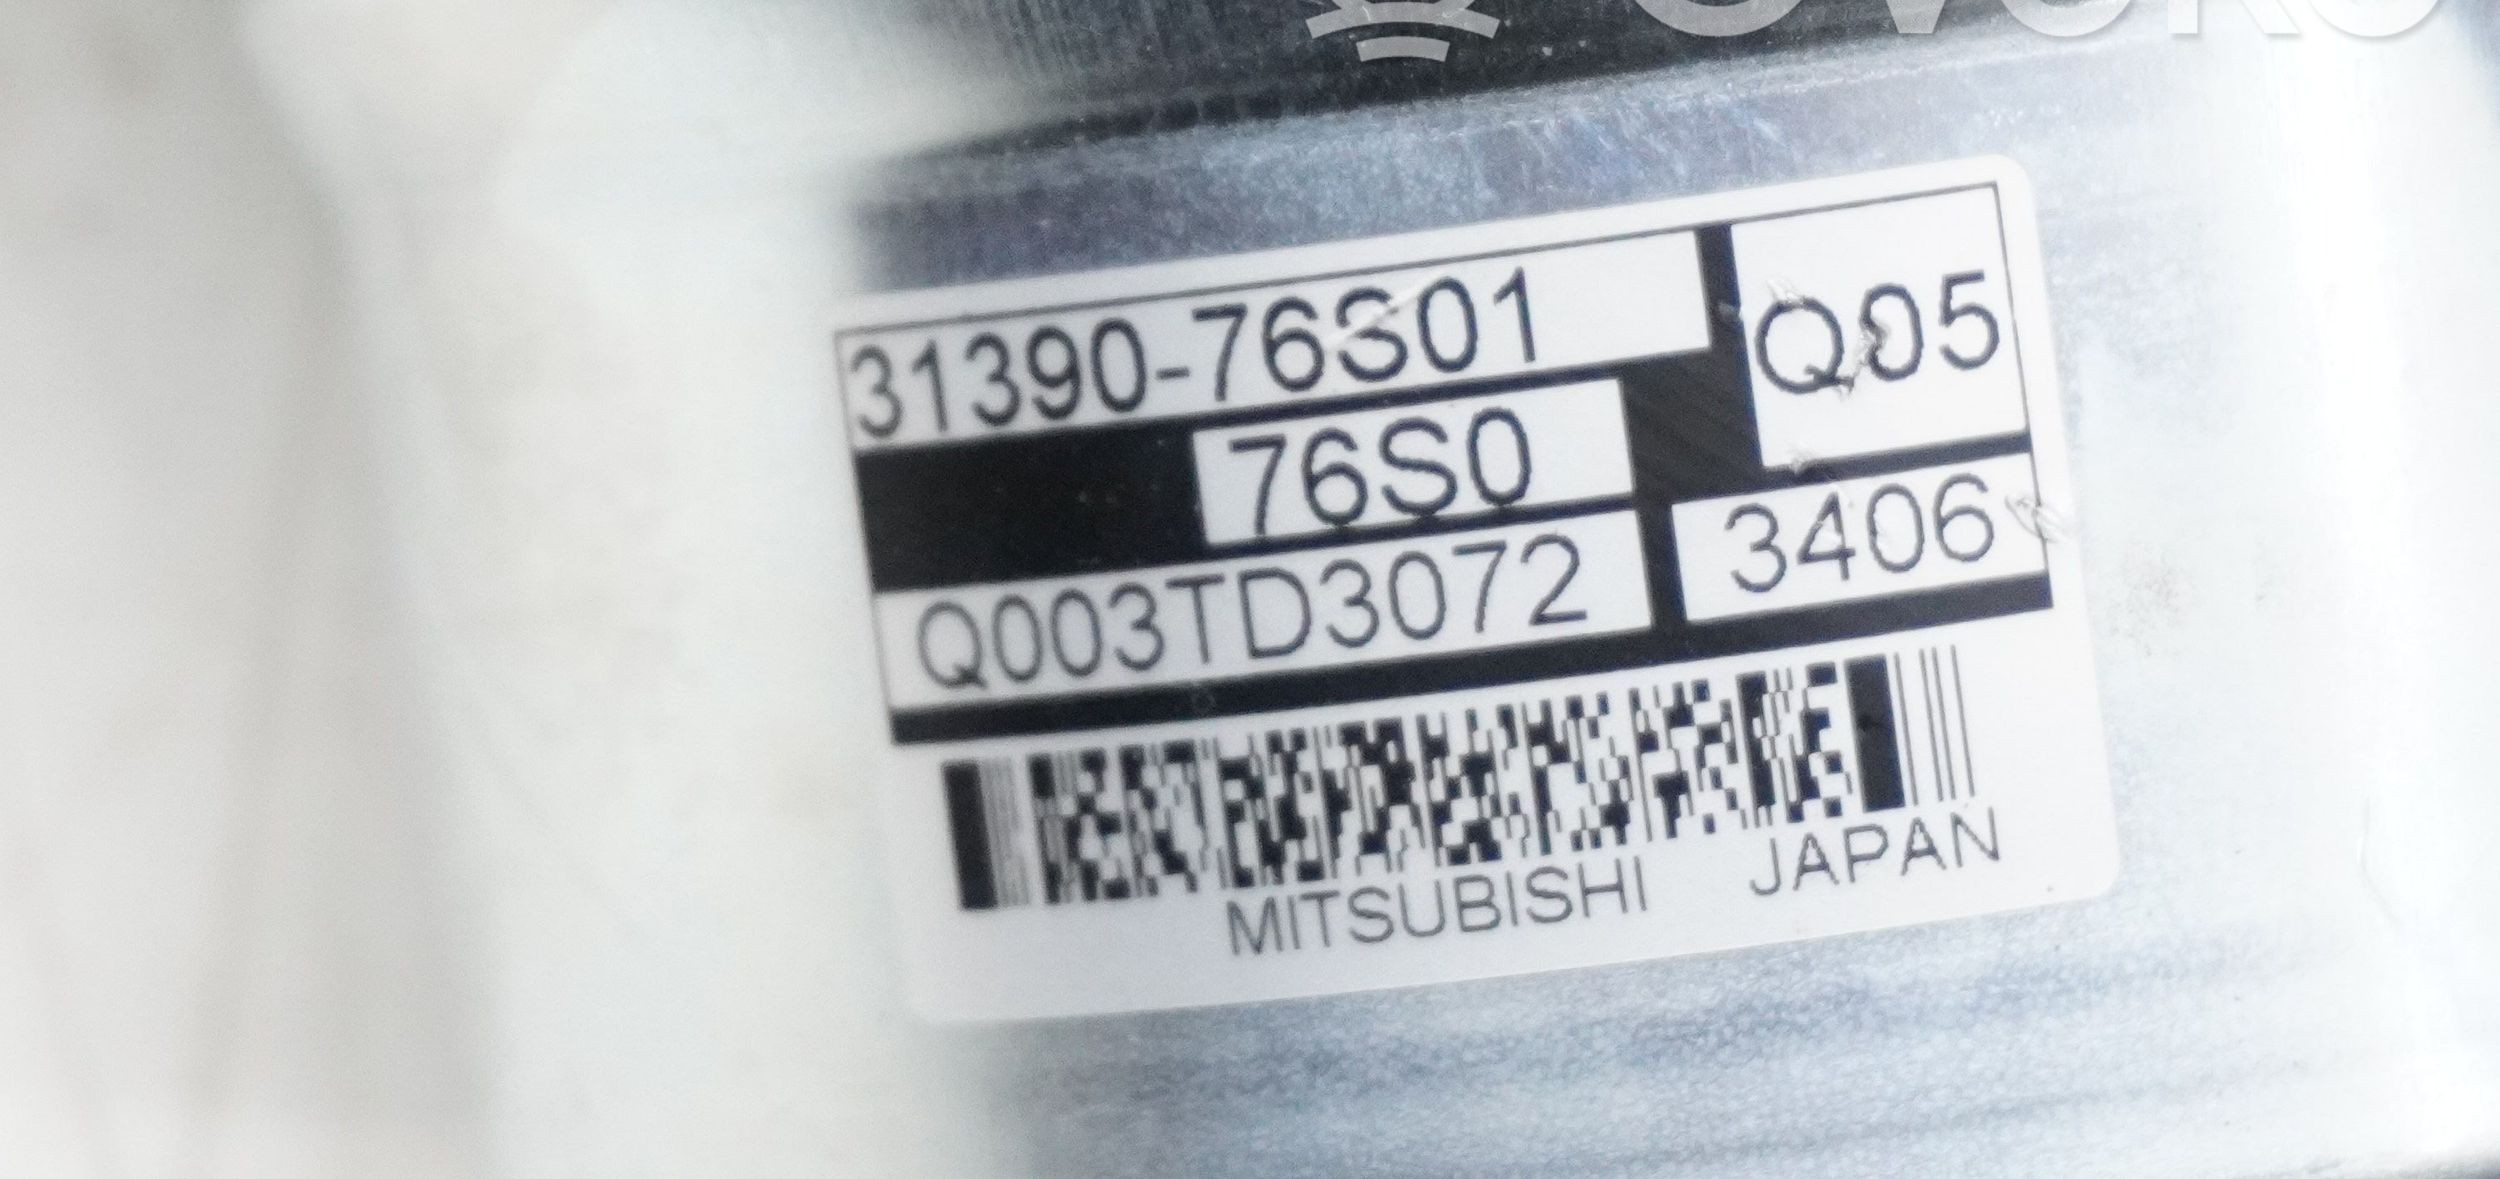 31390-76S01
Q05
76S0
Q003TD3072
3406
MITSUBISHI JAPAN